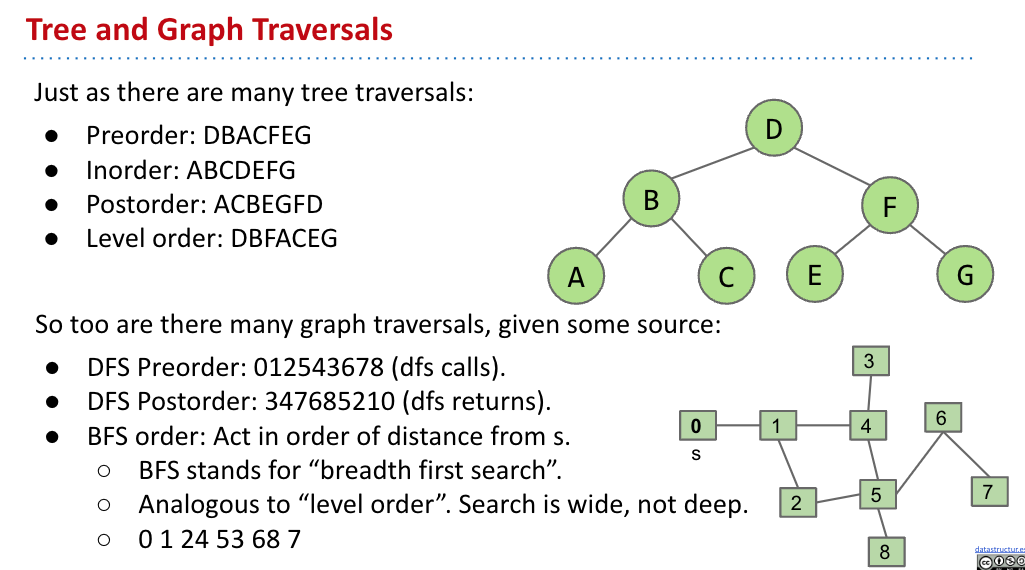 Tree and Graph Traversals
Just as there are many tree traversals:
● Preorder: DBACFEG
● Inorder: ABCDEFG
● Postorder: ACBEGFD
● Level order: DBFACEG
D
B
F
A
C
E
G
So too are there many graph traversals, given some source:
● DFS Preorder: 012543678 (dfs calls).
● DFS Postorder: 347685210 (dfs returns).
● BFS order: Act in order of distance from s.
○ BFS stands for “breadth first search”.
○ Analogous to “level order”. Search is wide, not deep.
○ 0 1 24 53 68 7
3
0
1
4
6
s
2
5
7
8
datastructur.es